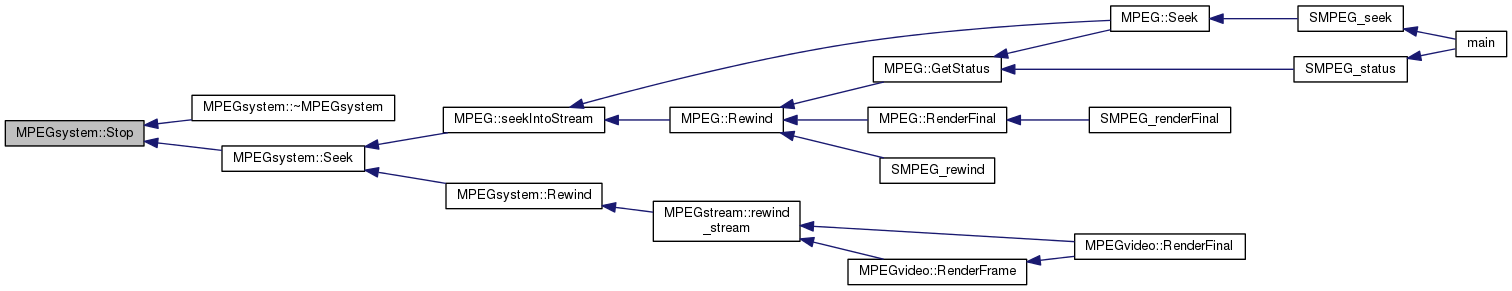 MPEGsystem::Stop
MPEGsystem::~MPEGsystem
MPEGsystem::Seek
MPEG::seekIntoStream
MPEGsystem::Rewind
MPEG::Rewind
MPEGstream::rewind
_stream
MPEG::GetStatus
MPEG::RenderFinal
SMPEG_rewind
MPEGvideo::RenderFrame
MPEG::Seek
SMPEG_renderFinal
MPEGvideo::RenderFinal
SMPEG_seek
SMPEG_status
main